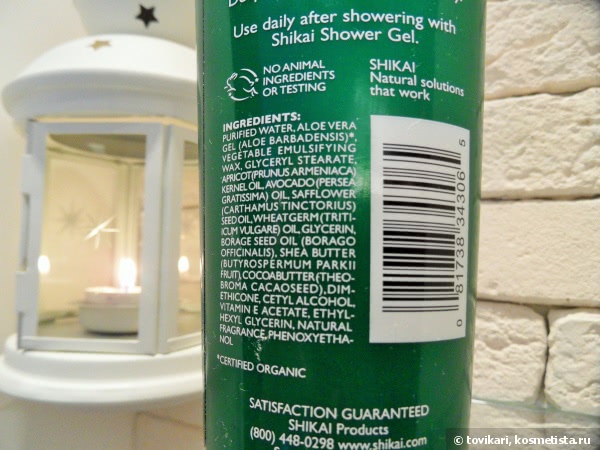 Use daily after showering with
Shikai Shower Gel.
NO ANIMAL
INGREDIENTS
OR TESTING
SHIKAI
Natural solutions
that work
INGREDIENTS:
PURIFIED WATER, ALOE VERA
GEL (ALOE BARBADENSIS)*,
VEGETABLE EMULSIFYING
WAX, GLYCERYL STEARATE,
APRICOT (PRUNUS ARMENIACA)
KERNEL OIL, AVOCADO (PERSEA
GRATISSIMA) OIL, SAFFLOWER
(CARTHAMUS TINCTORIUS)
SEED OIL, WHEATGERM (TRITI-
ICUM VULGARE) OIL, GLYCERIN,
BORAGE SEED OIL (BORAGO
OFFICINALIS), SHEA BUTTER
(BUTYROSPERMUM PARKII
FRUIT), COCOA BUTTER (THEO-
BROMA CACAO SEED), DIM-
ETHICONE, CETYL ALCOHOL,
VITAMIN E ACETATE, ETHYL-
HEXYL GLYCERIN, NATURAL
FRAGRANCE, PHENOXYETHA-
NOL
*CERTIFIED ORGANIC
0 81738 34306 5
SATISFACTION GUARANTEED
SHIKAI Products
(800) 448-0298 www.shikai.com
© tovikari, kosmetista.ru